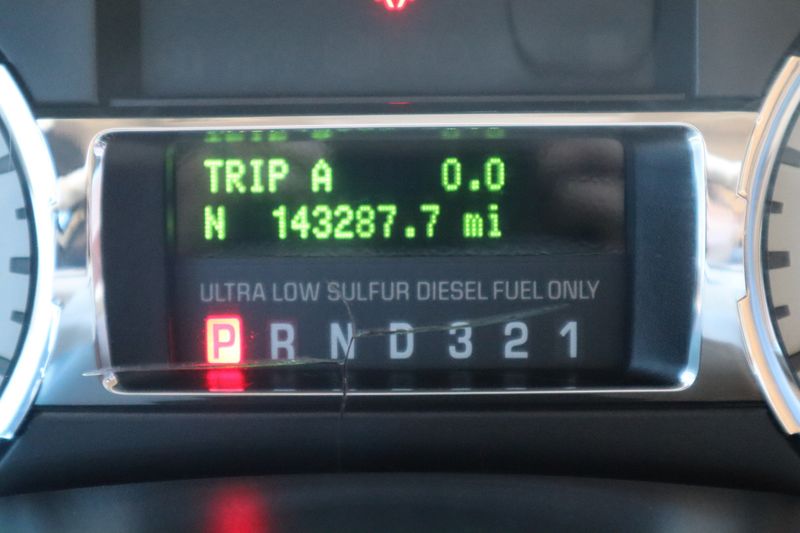 TRIP A 0.0
N 143287.7 mi
ULTRA LOW SULFUR DIESEL FUEL ONLY
P R N D 3 2 1